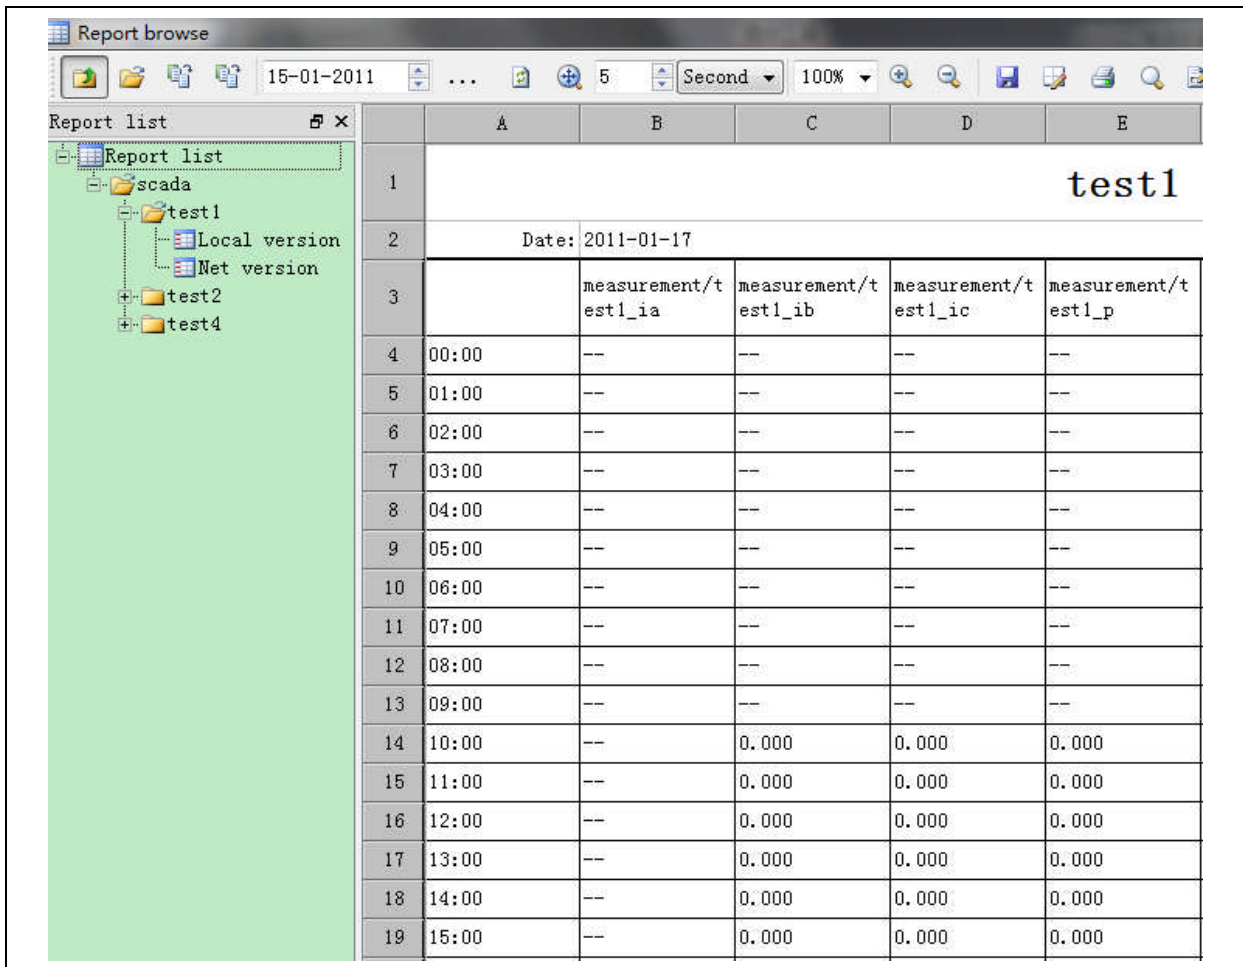 Report browse
15-01-2011 ... 5 Second 100%
Report list
Report list
scada
test1
Local version
Net version
test2
test4
A B C D E
1 test1
2 Date: 2011-01-17
3 measurement/t measurement/t measurement/t measurement/t
est1_ia est1_ib est1_ic est1_p
4 00:00 -- -- -- --
5 01:00 -- -- -- --
6 02:00 -- -- -- --
7 03:00 -- -- -- --
8 04:00 -- -- -- --
9 05:00 -- -- -- --
10 06:00 -- -- -- --
11 07:00 -- -- -- --
12 08:00 -- -- -- --
13 09:00 -- -- -- --
14 10:00 -- 0.000 0.000 0.000
15 11:00 -- 0.000 0.000 0.000
16 12:00 -- 0.000 0.000 0.000
17 13:00 -- 0.000 0.000 0.000
18 14:00 -- 0.000 0.000 0.000
19 15:00 -- 0.000 0.000 0.000